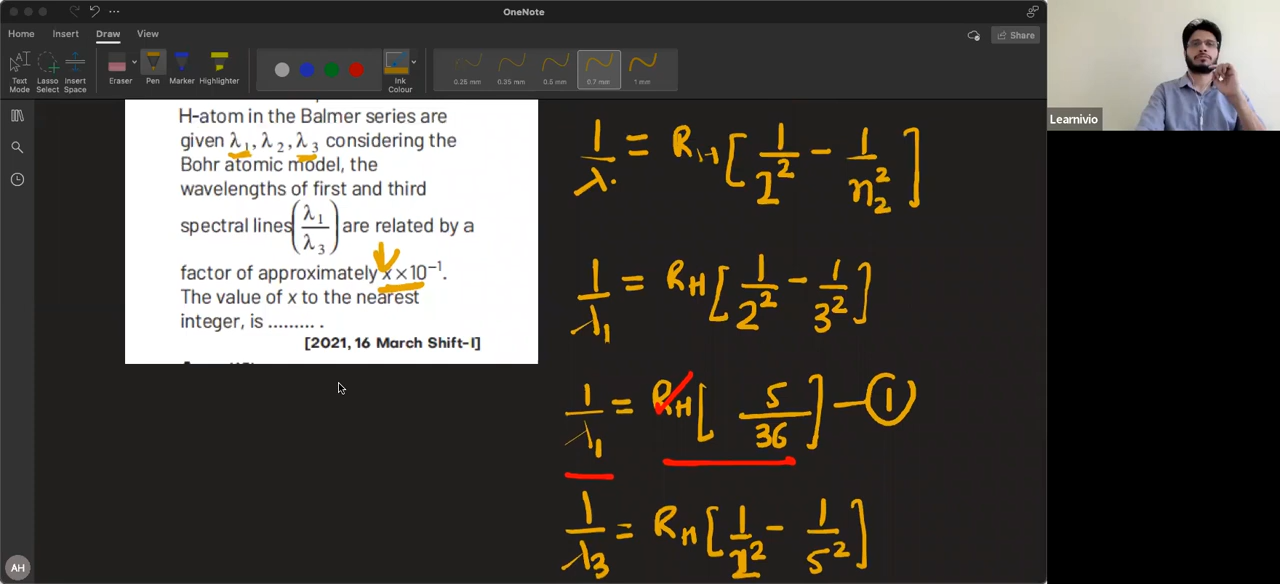 OneNote
Home Insert Draw View
Share
Text Mode
Lasso Select
Insert Space
Eraser
Pen
Marker
Highlighter
Ink Colour
0.25 mm
0.35 mm
0.5 mm
0.7 mm
1 mm
Learnivio
H-atom in the Balmer series are
given λ₁, λ₂, λ₃ considering the
Bohr atomic model, the
wavelengths of first and third
spectral lines (λ₁/λ₃) are related by a
factor of approximately x × 10⁻¹.
The value of x to the nearest
integer, is ......... .
[2021, 16 March Shift-I]
1/λ = R_H [1/2² − 1/n₂²]
1/λ₁ = R_H [1/2² − 1/3²]
1/λ₁ = R_H [5/36] — ①
1/λ₃ = R_H [1/2² − 1/5²]
AH